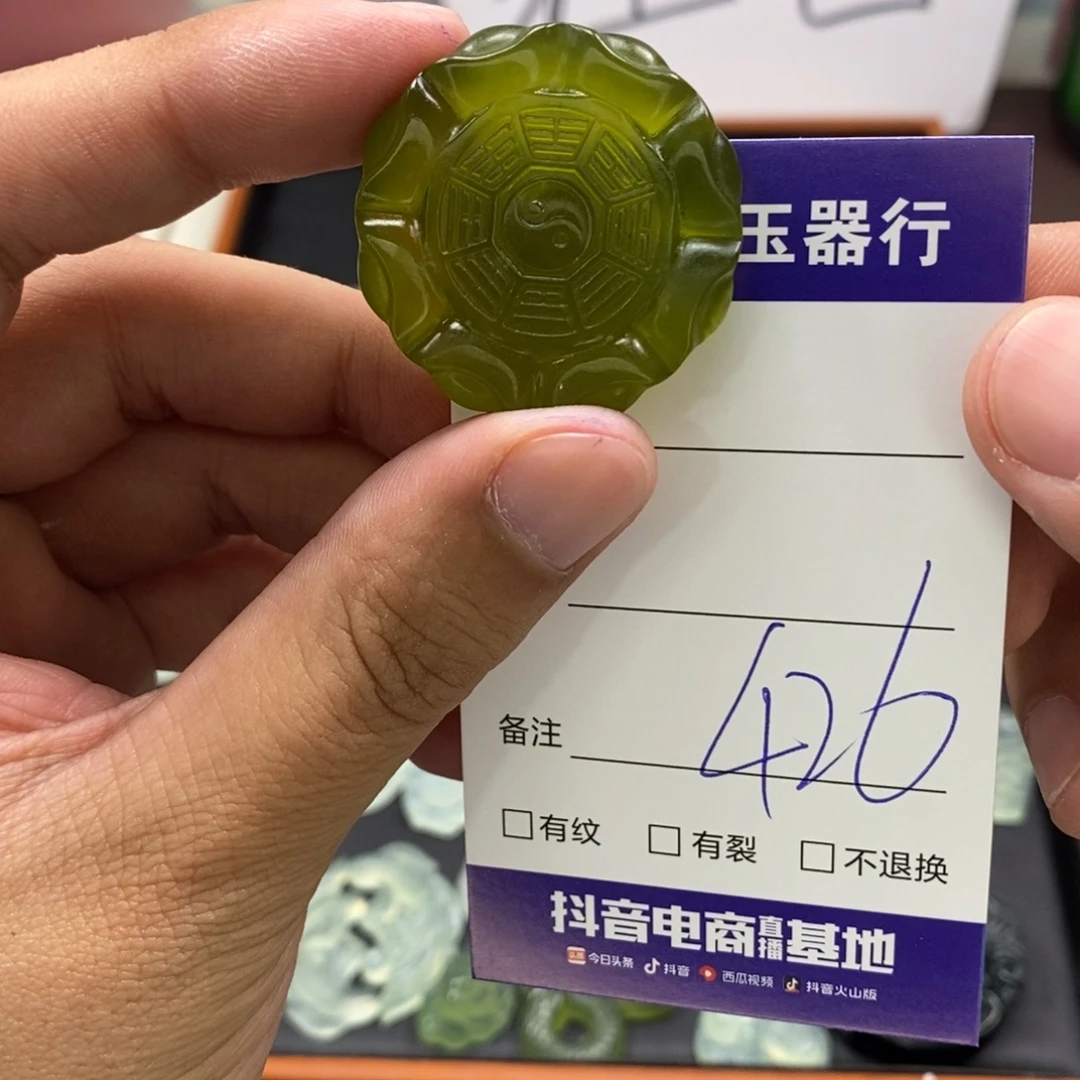 玉器行
426
备注
有纹 有裂 不退换
抖音电商直播基地
今日头条 抖音 西瓜视频 抖音火山版